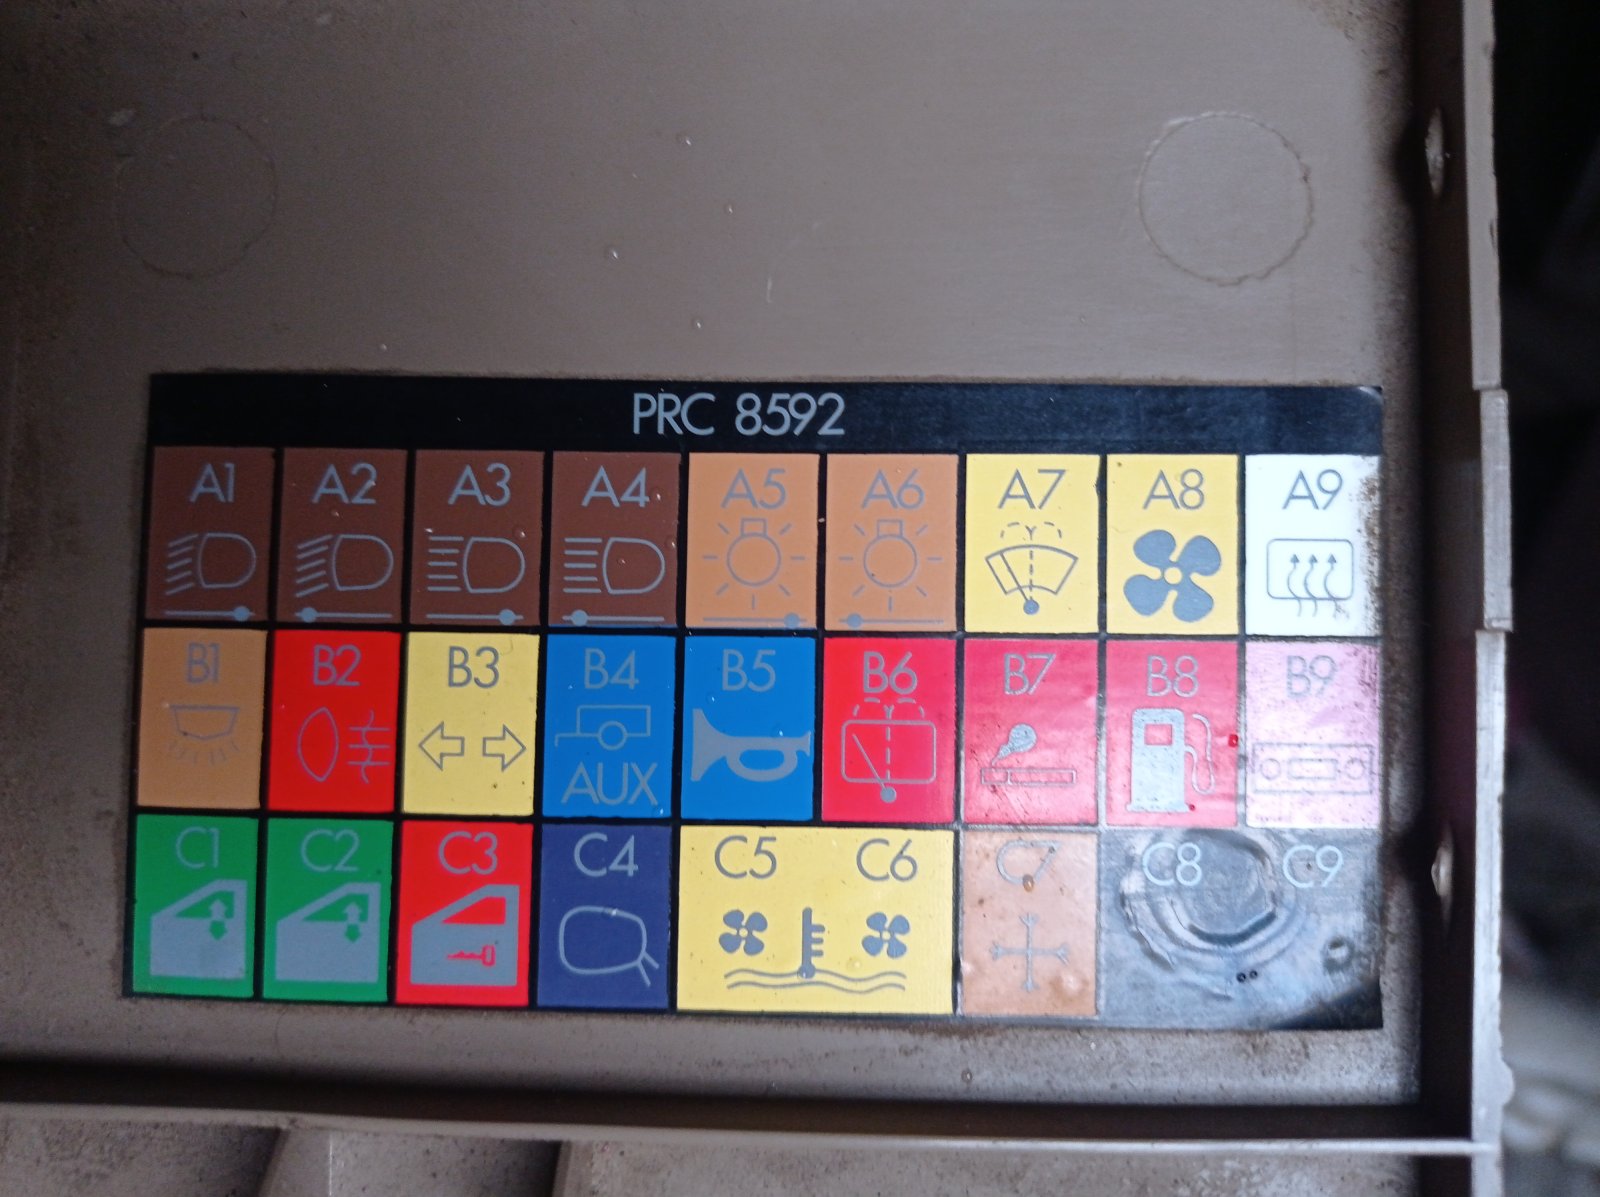 PRC 8592
A1 A2 A3 A4 A5 A6 A7 A8 A9
B1 B2 B3 B4 B5 B6 B7 B8 B9
AUX
C1 C2 C3 C4 C5 C6 C7 C8 C9